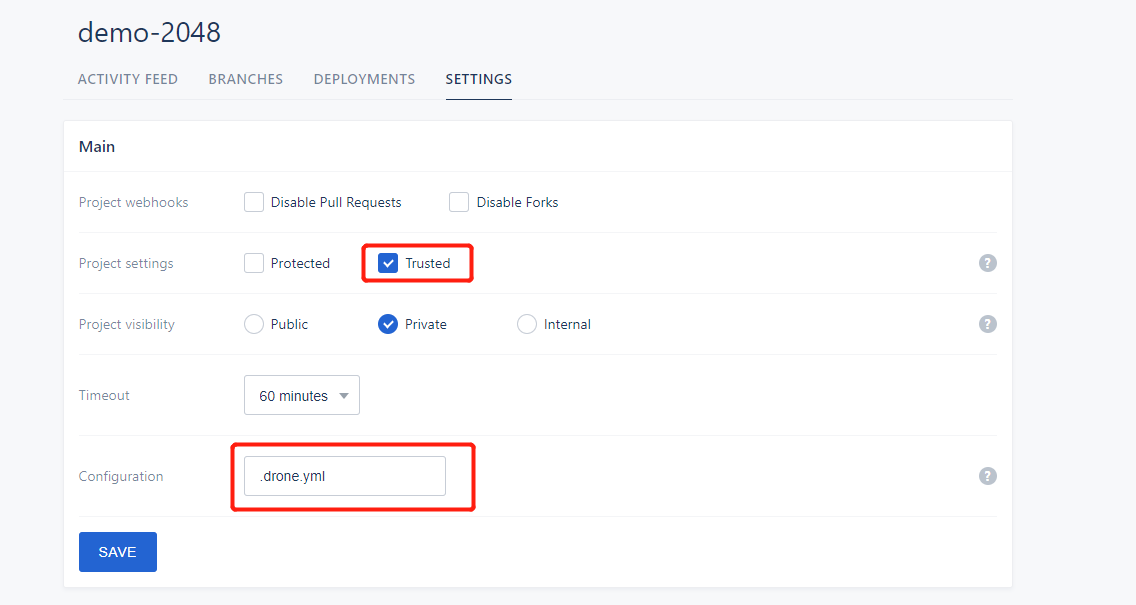 demo-2048
ACTIVITY FEED BRANCHES DEPLOYMENTS SETTINGS
Main
Project webhooks Disable Pull Requests Disable Forks
Project settings Protected Trusted ?
Project visibility Public Private Internal ?
Timeout 60 minutes
Configuration .drone.yml ?
SAVE